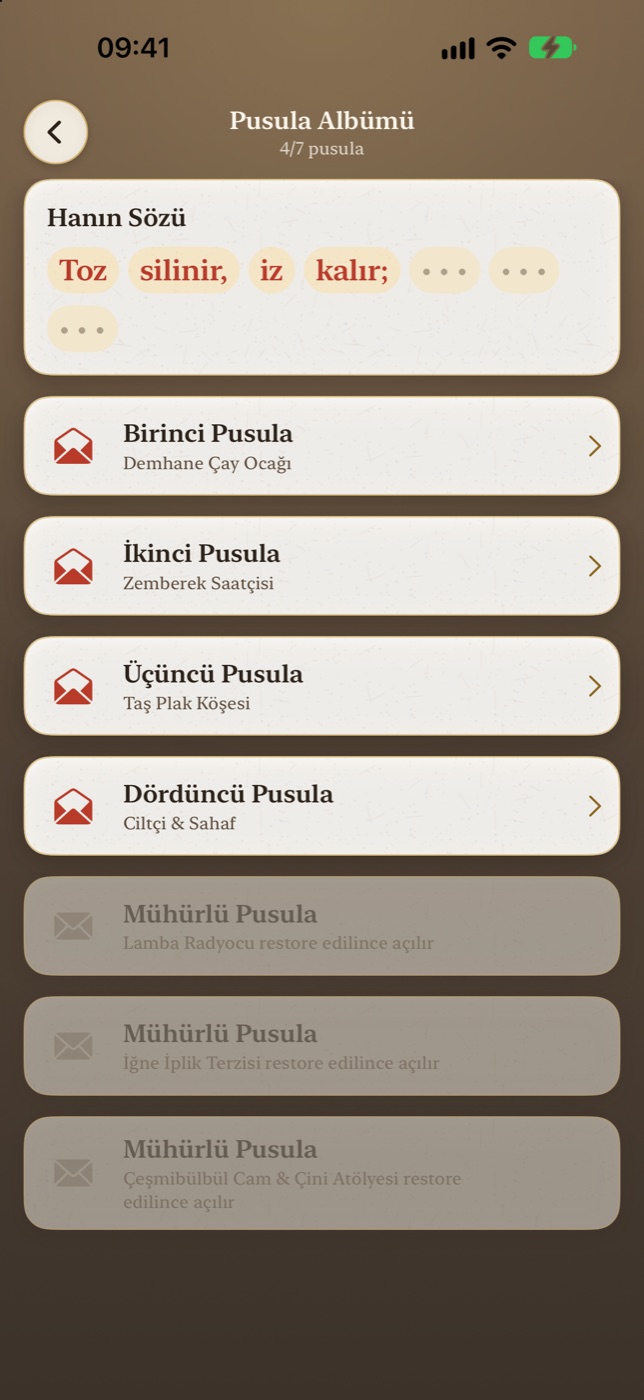 09:41
Pusula Albümü
4/7 pusula
Hanın Sözü
Toz silinir, iz kalır; ... ...
...
Birinci Pusula
Demhane Çay Ocağı
İkinci Pusula
Zemberek Saatçisi
Üçüncü Pusula
Taş Plak Köşesi
Dördüncü Pusula
Ciltçi & Sahaf
Mühürlü Pusula
Lamba Radyocu restore edilince açılır
Mühürlü Pusula
İğne İplik Terzisi restore edilince açılır
Mühürlü Pusula
Çeşmibülbül Cam & Çini Atölyesi restore
edilince açılır